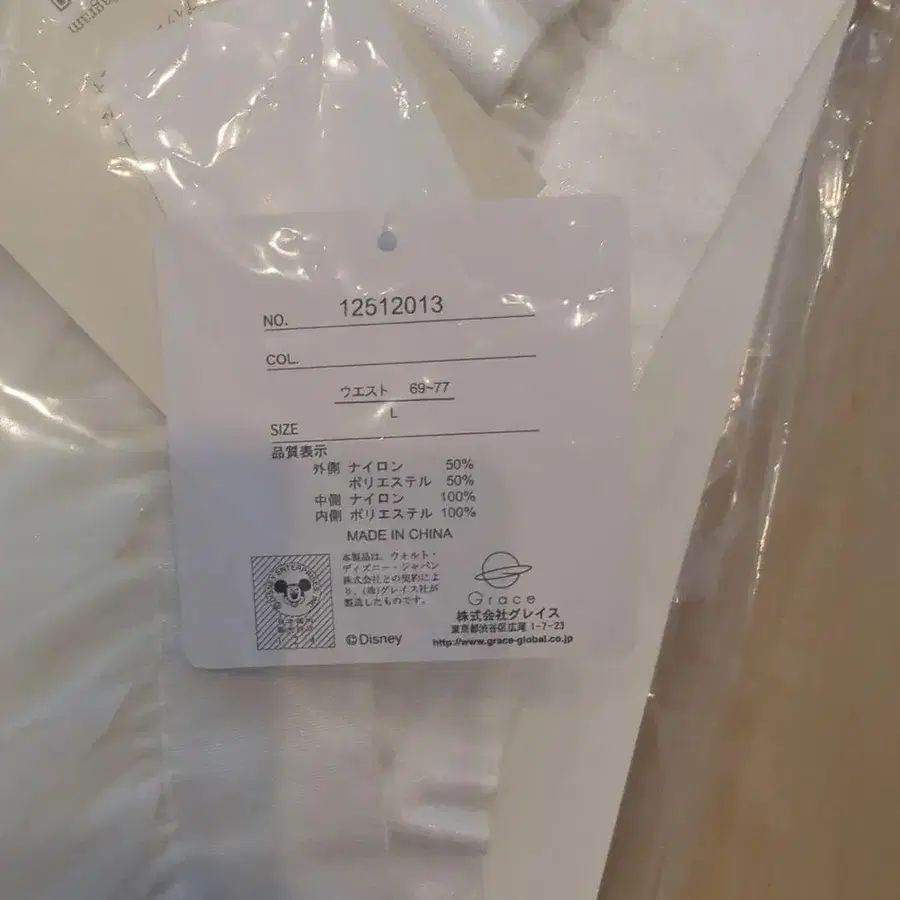 NO. 12512013
COL.
ウエスト 69~77
L
SIZE
品質表示
外側 ナイロン 50%
ポリエステル 50%
中側 ナイロン 100%
内側 ポリエステル 100%
MADE IN CHINA
本製品は、ウォルト・
ディズニー・ジャパン
株式会社との契約によ
り、(株)グレイス社が
製造したものです。
©Disney
Grace
株式会社グレイス
東京都渋谷区広尾 1-7-23
http://www.grace-global.co.jp